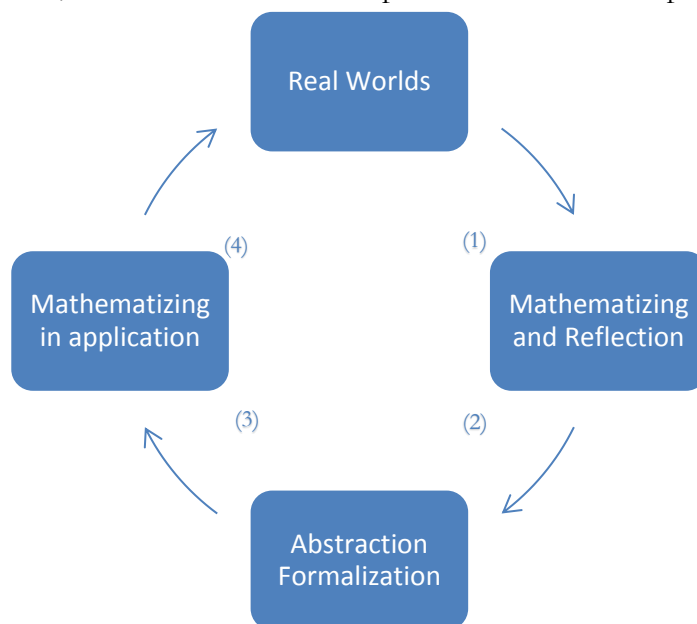 Real Worlds
(4)
(1)
Mathematizing
in application
Mathematizing
and Reflection
(3)
(2)
Abstraction
Formalization